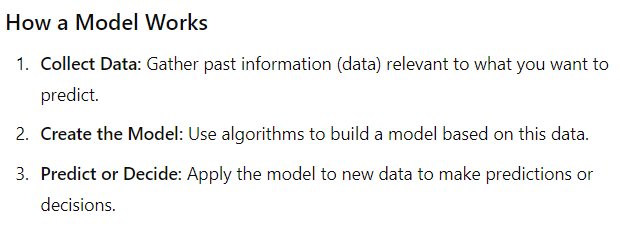 How a Model Works
1. Collect Data: Gather past information (data) relevant to what you want to
predict.
2. Create the Model: Use algorithms to build a model based on this data.
3. Predict or Decide: Apply the model to new data to make predictions or
decisions.